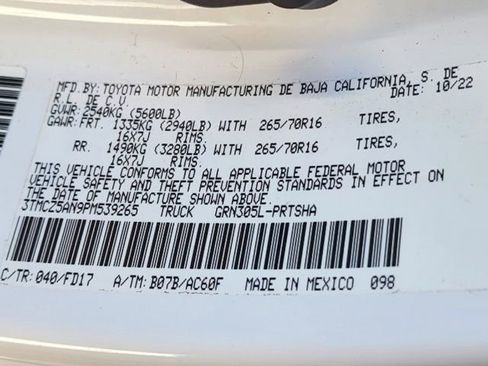 MFD.BY: TOYOTA MOTOR MANUFACTURING DE BAJA CALIFORNIA, S. DE
R.L. DE C.V. DATE: 10/22
GVWR: 2540KG (5600LB)
GAWR: FRT. 1335KG (2940LB) WITH 265/70R16 TIRES,
16X7J RIMS.
RR. 1490KG (3280LB) WITH 265/70R16 TIRES,
16X7J RIMS.
THIS VEHICLE CONFORMS TO ALL APPLICABLE FEDERAL MOTOR
VEHICLE SAFETY AND THEFT PREVENTION STANDARDS IN EFFECT ON
THE DATE OF MANUFACTURE SHOWN ABOVE.
3TMCZ5AN9PM539265 TRUCK GRN305L-PRTSHA
C/TR: 040/FD17 A/TM: B07B/AC60F MADE IN MEXICO 098